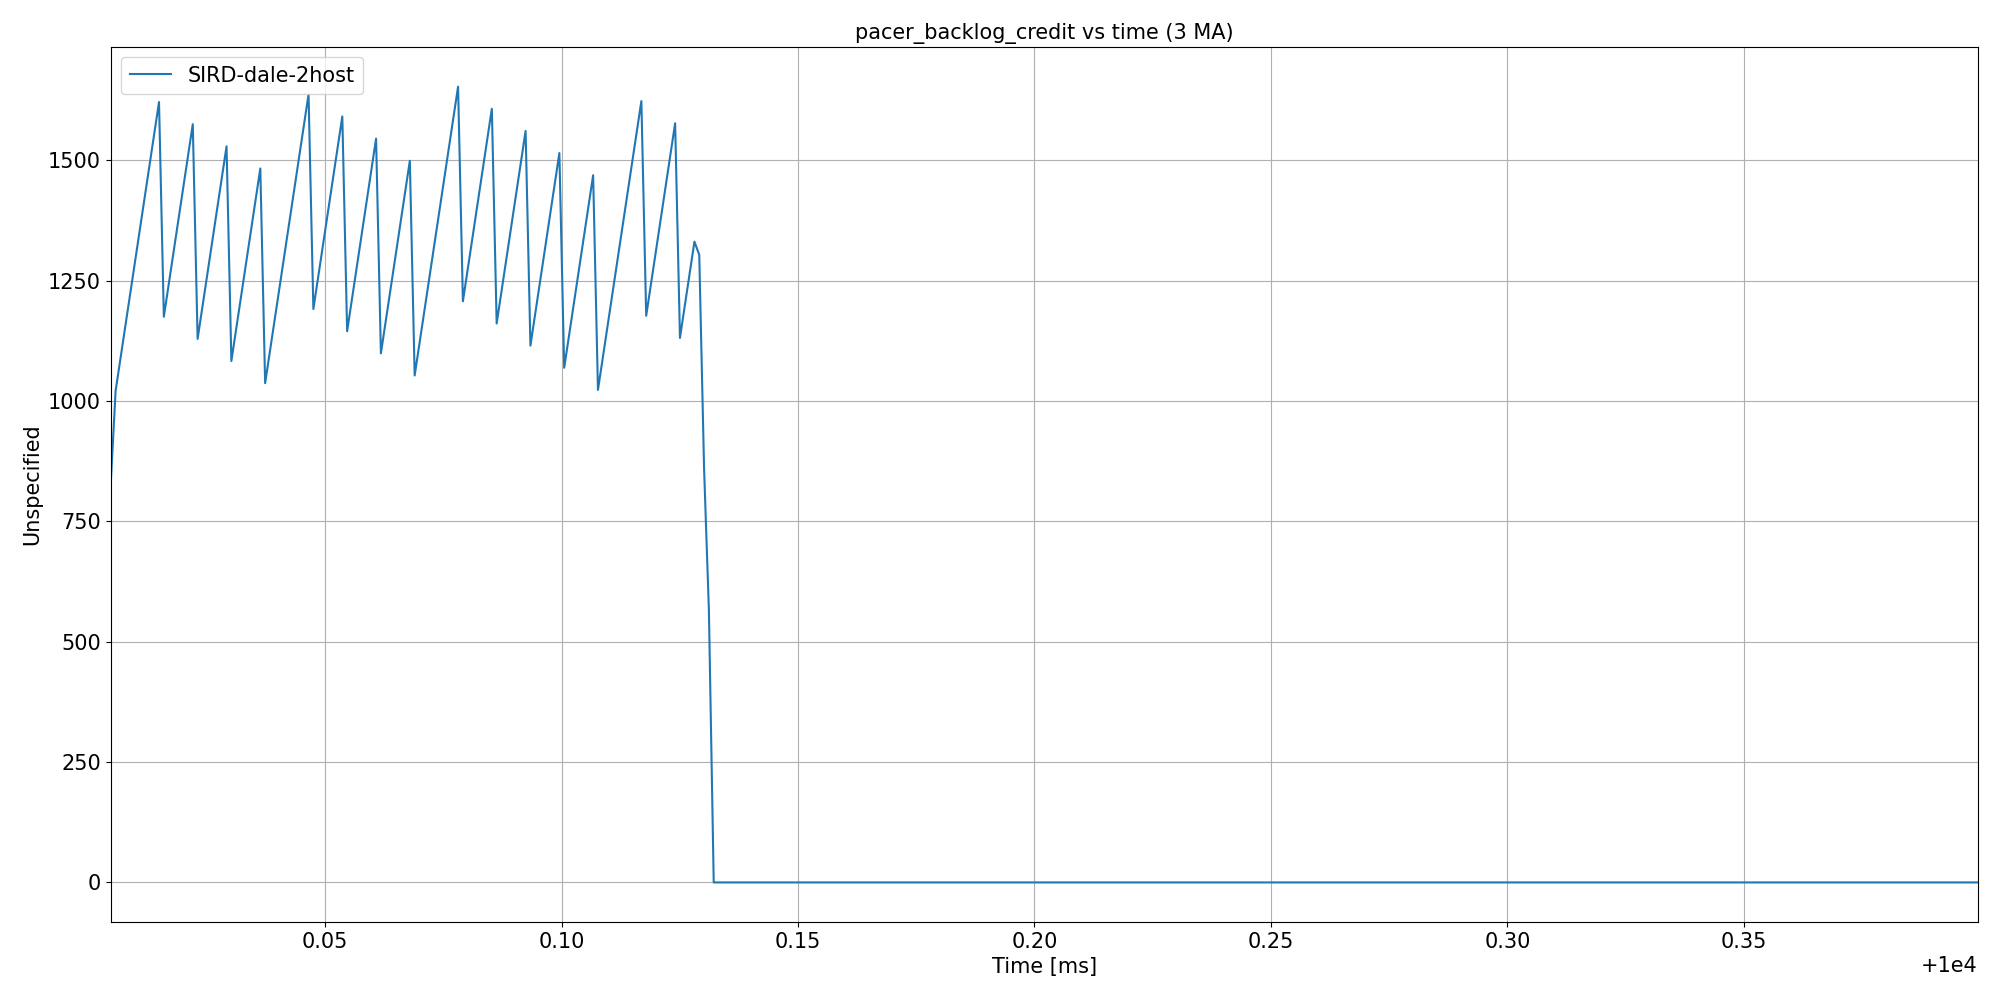 pacer_backlog_credit vs time (3 MA)
SIRD-dale-2host
1500
1250
1000
750
500
250
0
Unspecified
0.05 0.10 0.15 0.20 0.25 0.30 0.35
Time [ms]
+1e4